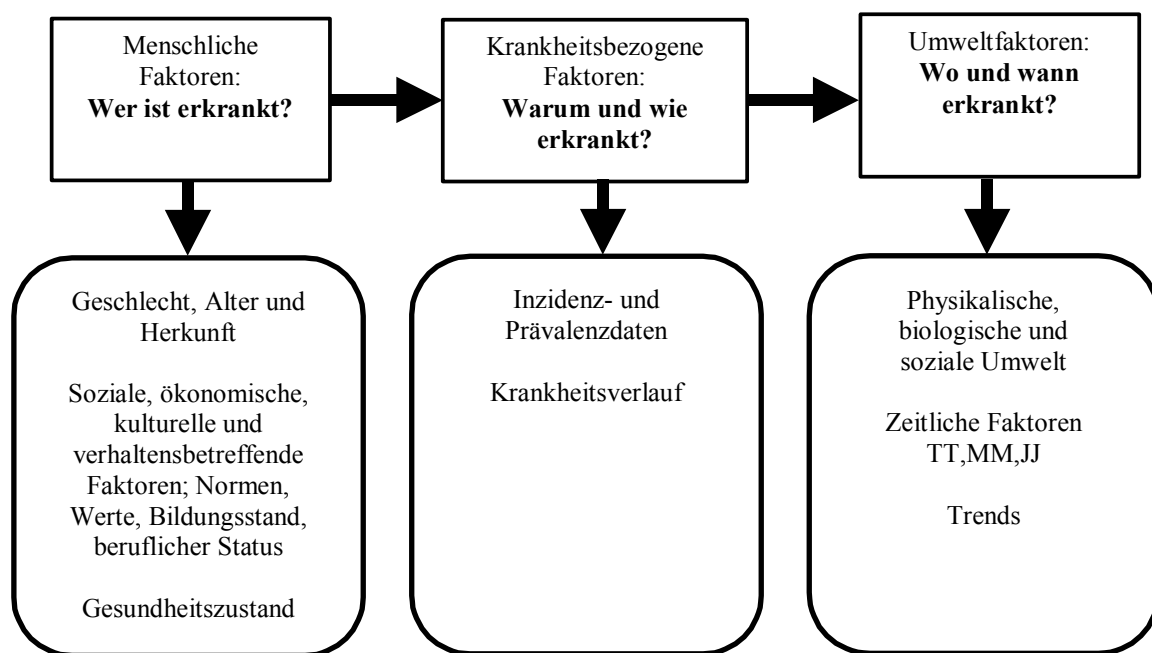 Menschliche
Faktoren:
Wer ist erkrankt?
Krankheitsbezogene
Faktoren:
Warum und wie
erkrankt?
Umweltfaktoren:
Wo und wann
erkrankt?
Geschlecht, Alter und
Herkunft
Soziale, ökonomische,
kulturelle und
verhaltensbetreffende
Faktoren; Normen,
Werte, Bildungsstand,
beruflicher Status
Gesundheitszustand
Inzidenz- und
Prävalenzdaten
Krankheitsverlauf
Physikalische,
biologische und
soziale Umwelt
Zeitliche Faktoren
TT,MM,JJ
Trends